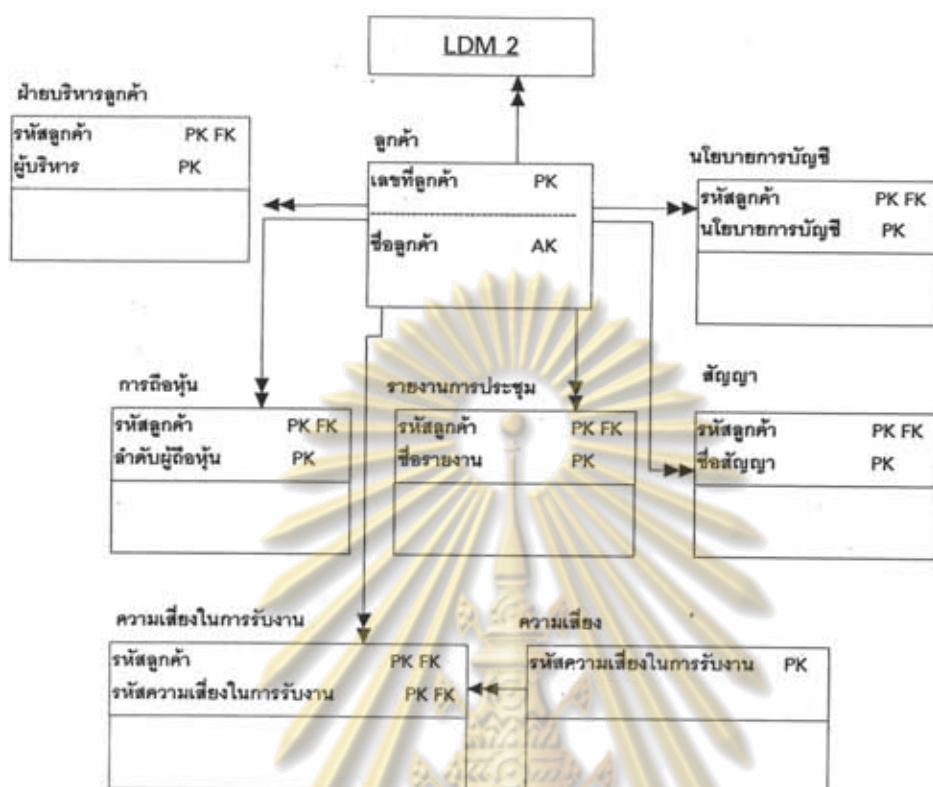 LDM 2
ฝ่ายบริหารลูกค้า
รหัสลูกค้า PK FK
ผู้บริหาร PK
ลูกค้า
เลขที่ลูกค้า PK
ชื่อลูกค้า AK
นโยบายการบัญชี
รหัสลูกค้า PK FK
นโยบายการบัญชี PK
การถือหุ้น
รหัสลูกค้า PK FK
ลำดับผู้ถือหุ้น PK
รายงานการประชุม
รหัสลูกค้า PK FK
ชื่อรายงาน PK
สัญญา
รหัสลูกค้า PK FK
ชื่อสัญญา PK
ความเสี่ยงในการรับงาน
รหัสลูกค้า PK FK
รหัสความเสี่ยงในการรับงาน PK FK
ความเสี่ยง
รหัสความเสี่ยงในการรับงาน PK